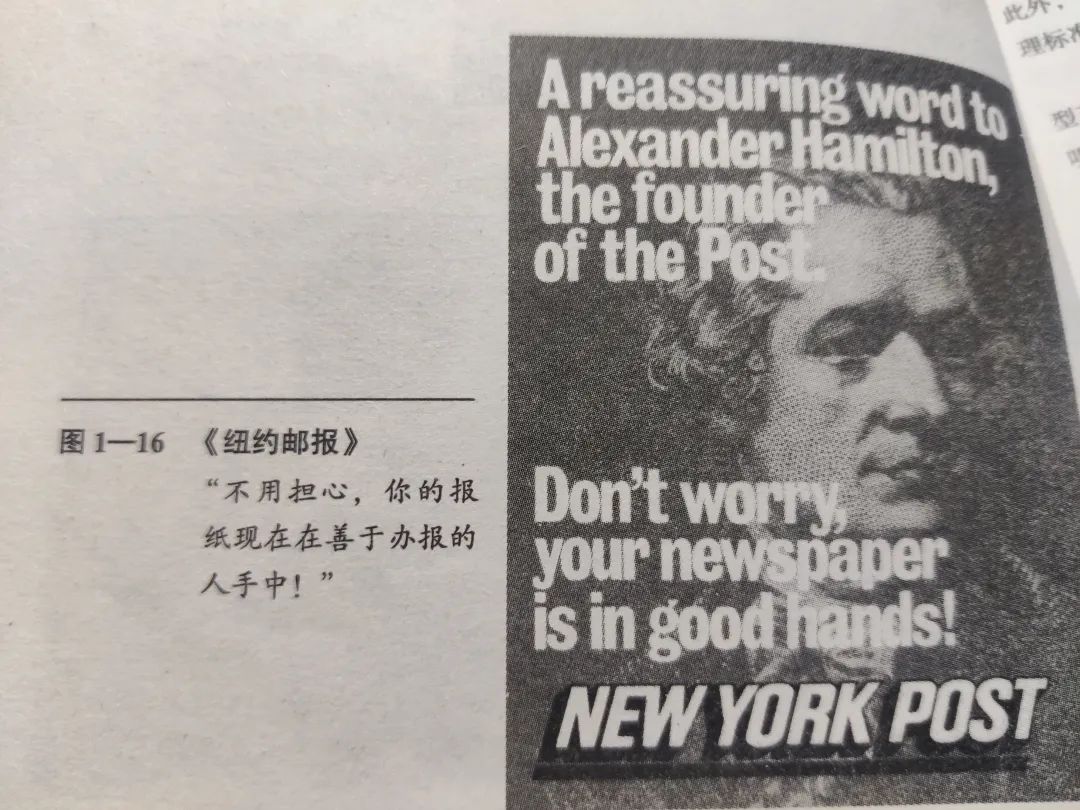 此外，
理标准
A reassuring word to
Alexander Hamilton,
the founder
of the Post.
图1—16 《纽约邮报》
“不用担心，你的报
纸现在在善于办报的
人手中！”
Don't worry,
your newspaper
is in good hands!
NEW YORK POST